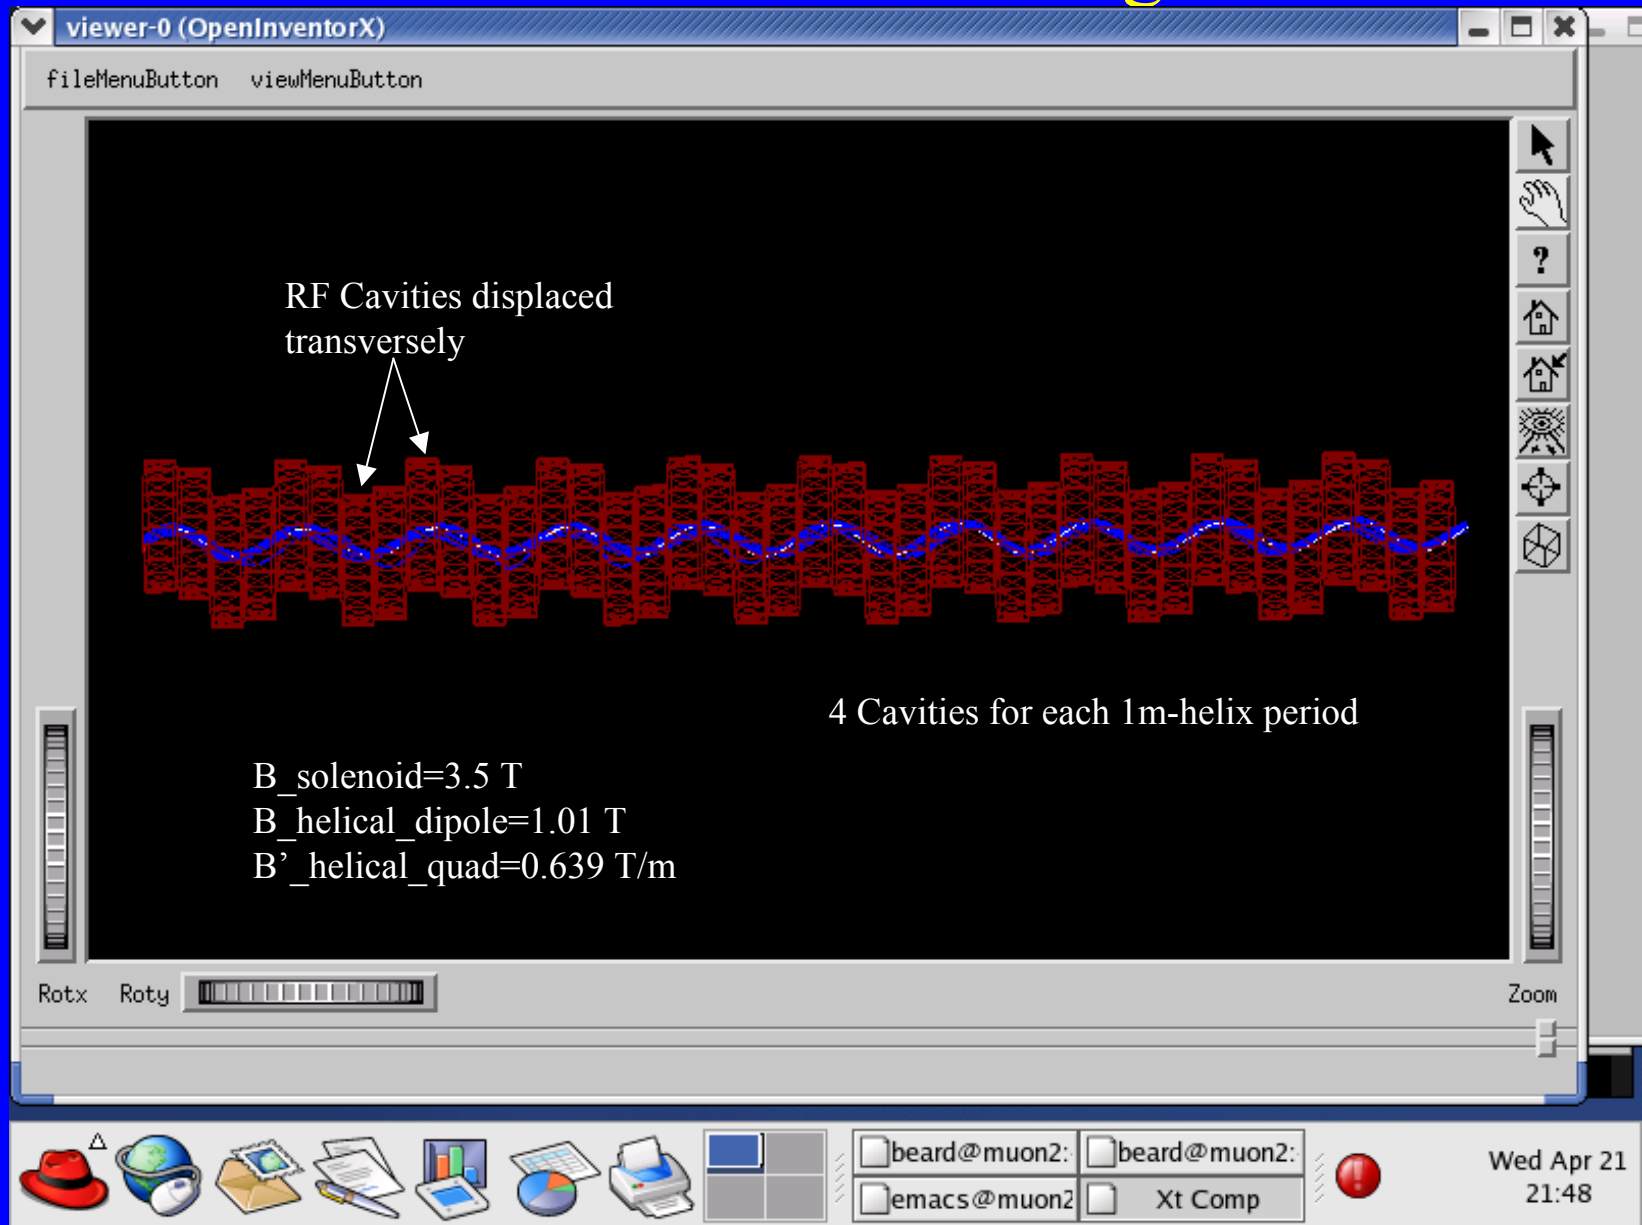 viewer-0 (OpenInventorX)
fileMenuButton viewMenuButton
?
RF Cavities displaced
transversely
4 Cavities for each 1m-helix period
B_solenoid=3.5 T
B_helical_dipole=1.01 T
B’_helical_quad=0.639 T/m
Rotx Roty Zoom
beard@muon2: beard@muon2:
emacs@muon2 Xt Comp
Wed Apr 21
21:48